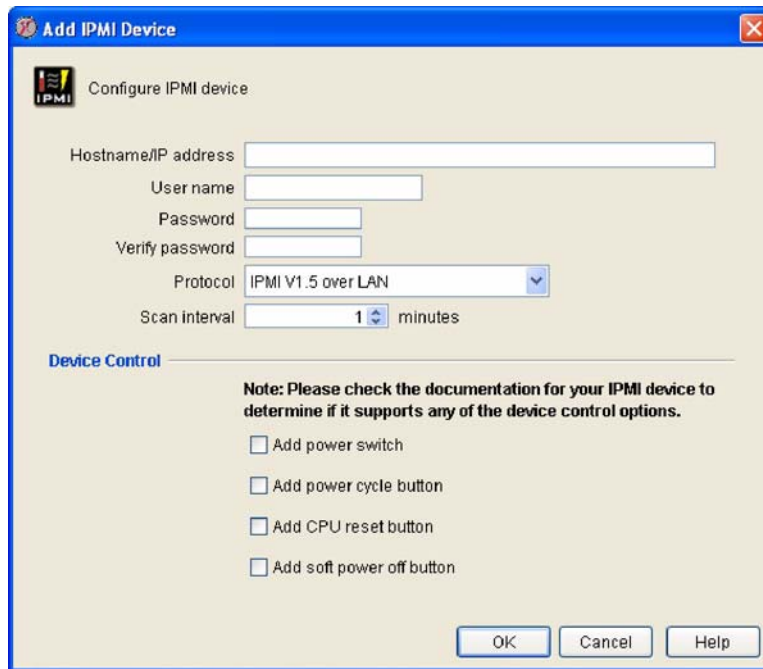 Add IPMI Device
IPMI
Configure IPMI device
Hostname/IP address
User name
Password
Verify password
Protocol IPMI V1.5 over LAN
Scan interval 1 minutes
Device Control
Note: Please check the documentation for your IPMI device to
determine if it supports any of the device control options.
Add power switch
Add power cycle button
Add CPU reset button
Add soft power off button
OK Cancel Help